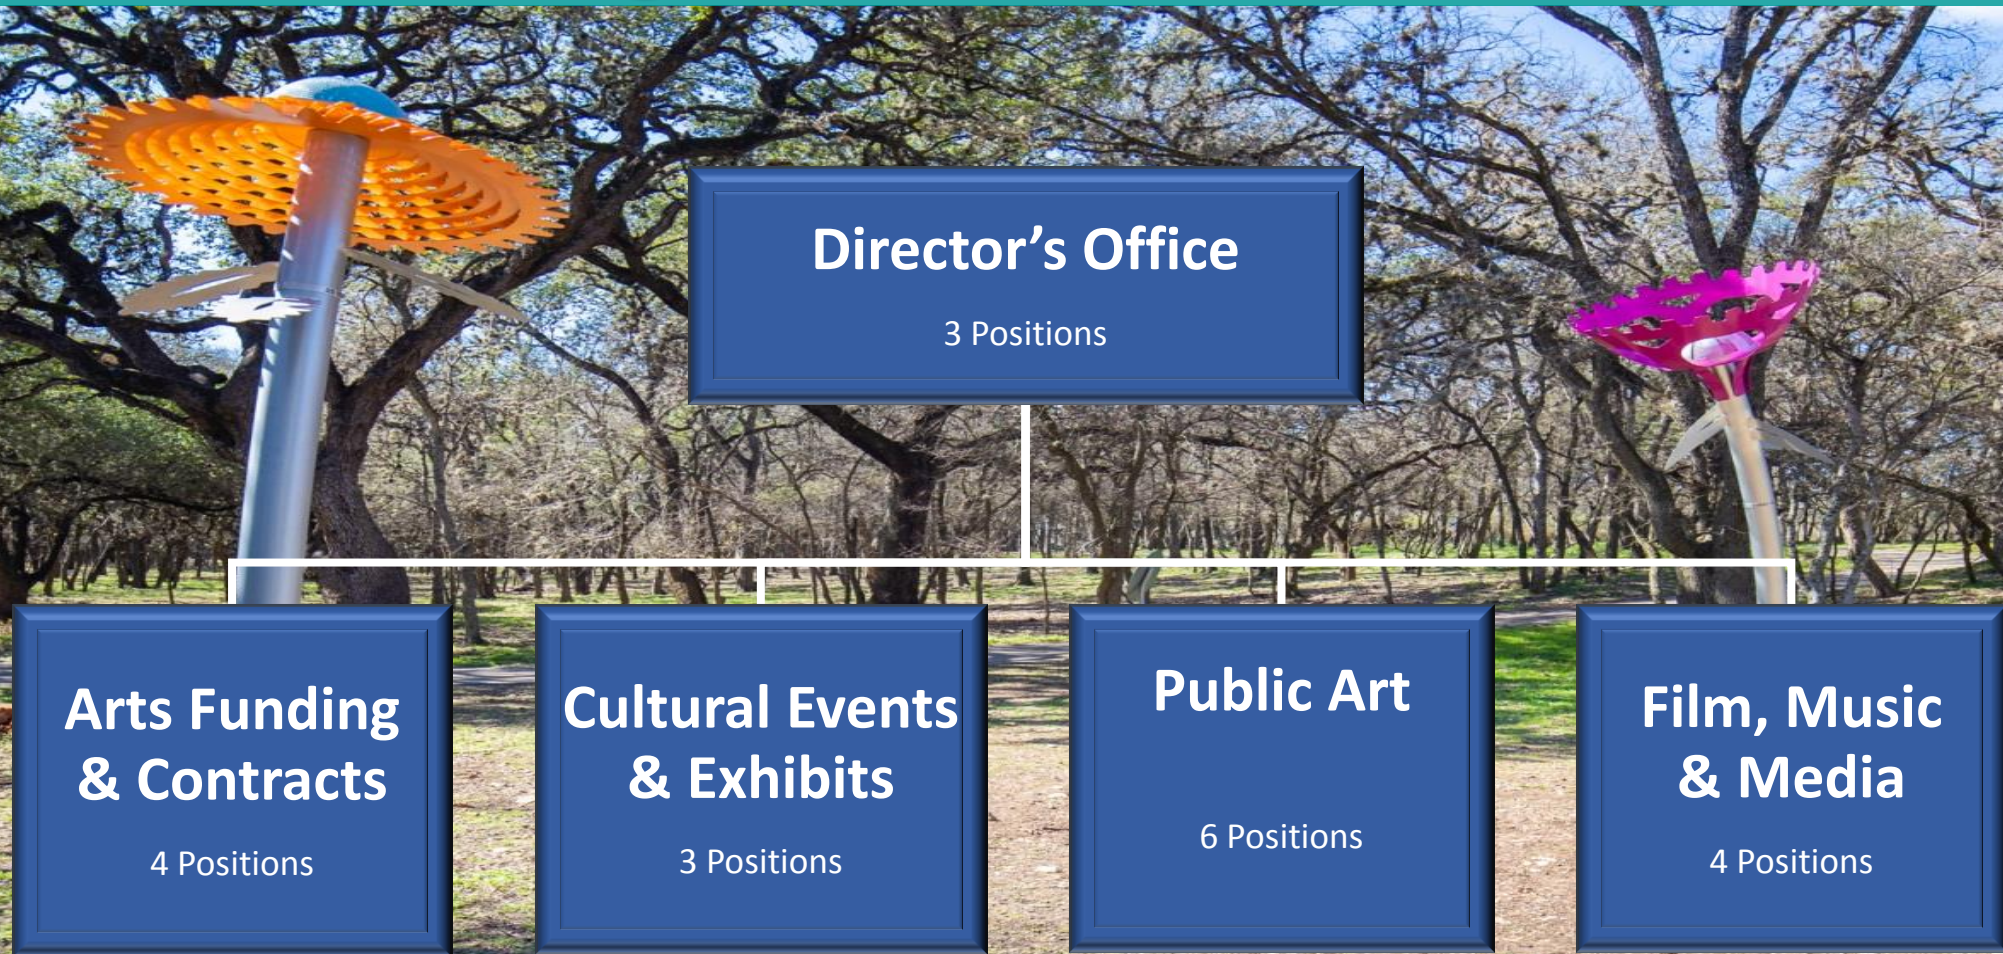 Director’s Office
3 Positions
Arts Funding
& Contracts
4 Positions
Cultural Events
& Exhibits
3 Positions
Public Art
6 Positions
Film, Music
& Media
4 Positions